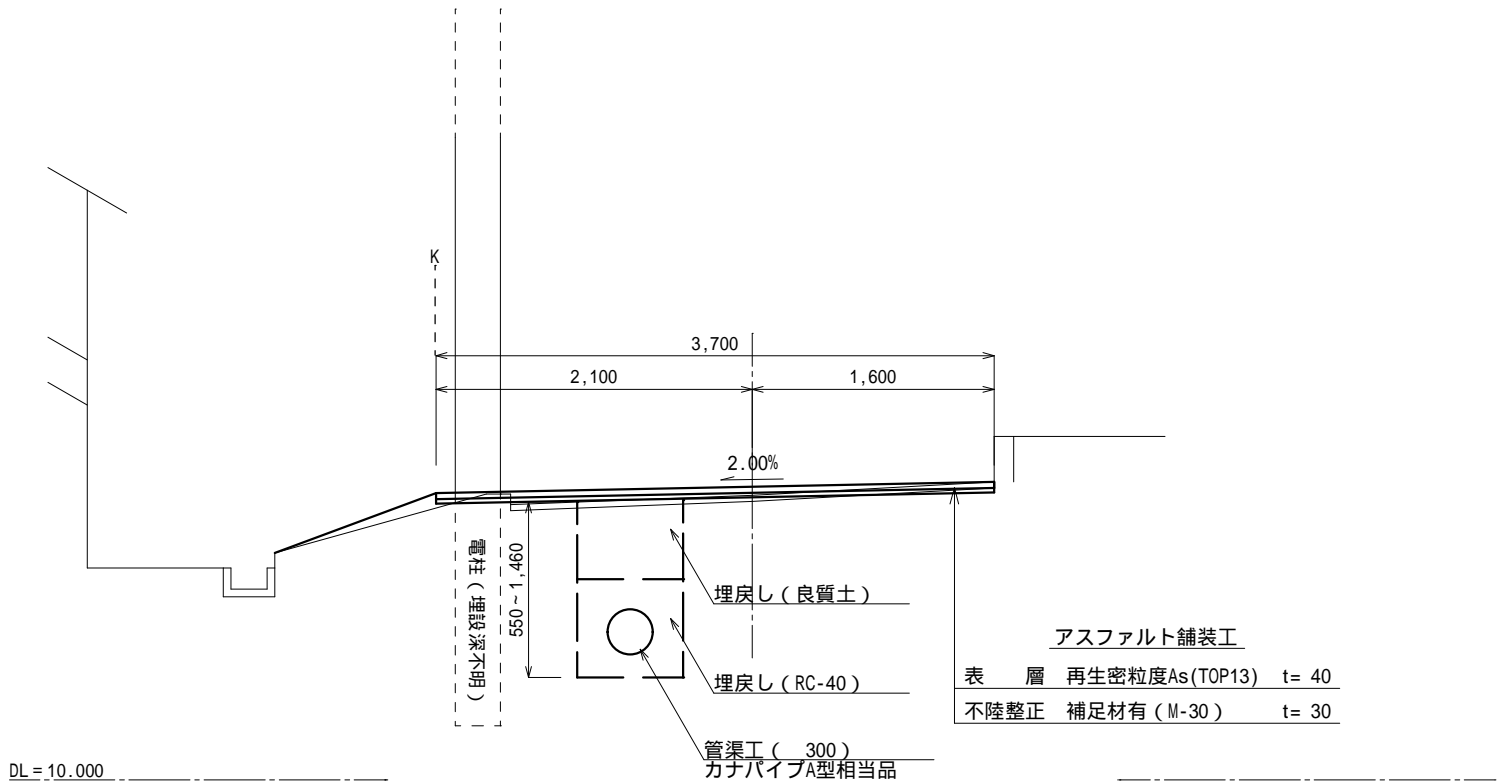 K
3,700
2,100
1,600
2.00%
電柱(埋設深不明)
550~1,460
埋戻し(良質土)
埋戻し(RC-40)
管渠工( 300)
カナパイプA型相当品
アスファルト舗装工
表 層 再生密粒度As(TOP13) t= 40
不陸整正 補足材有(M-30) t= 30
DL=10.000